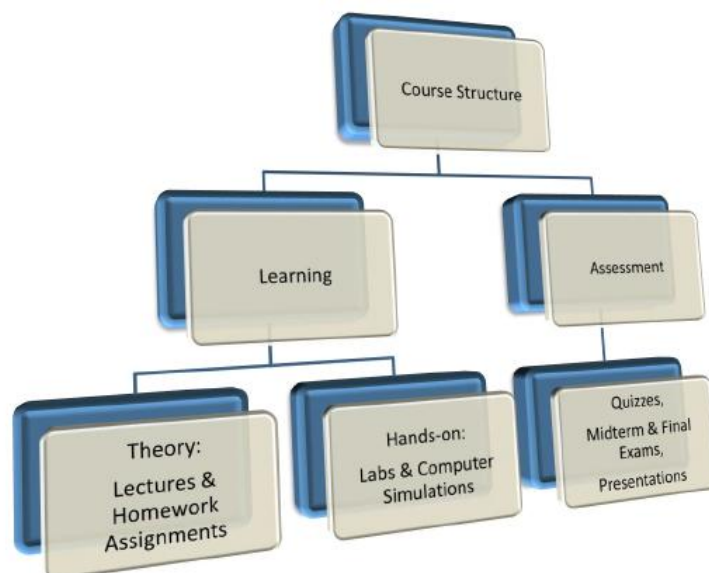 Course Structure
Learning
Assessment
Theory:
Lectures &
Homework
Assignments
Hands-on:
Labs & Computer
Simulations
Quizzes,
Midterm & Final
Exams,
Presentations